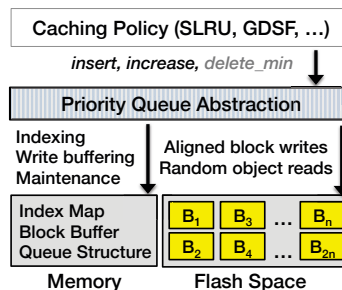 Caching Policy (SLRU, GDSF, …)
insert, increase, delete_min
Priority Queue Abstraction
Indexing
Write buffering
Maintenance
Aligned block writes
Random object reads
Index Map
Block Buffer
Queue Structure
B1 B3 … Bn
B2 B4 … B2n
Memory
Flash Space